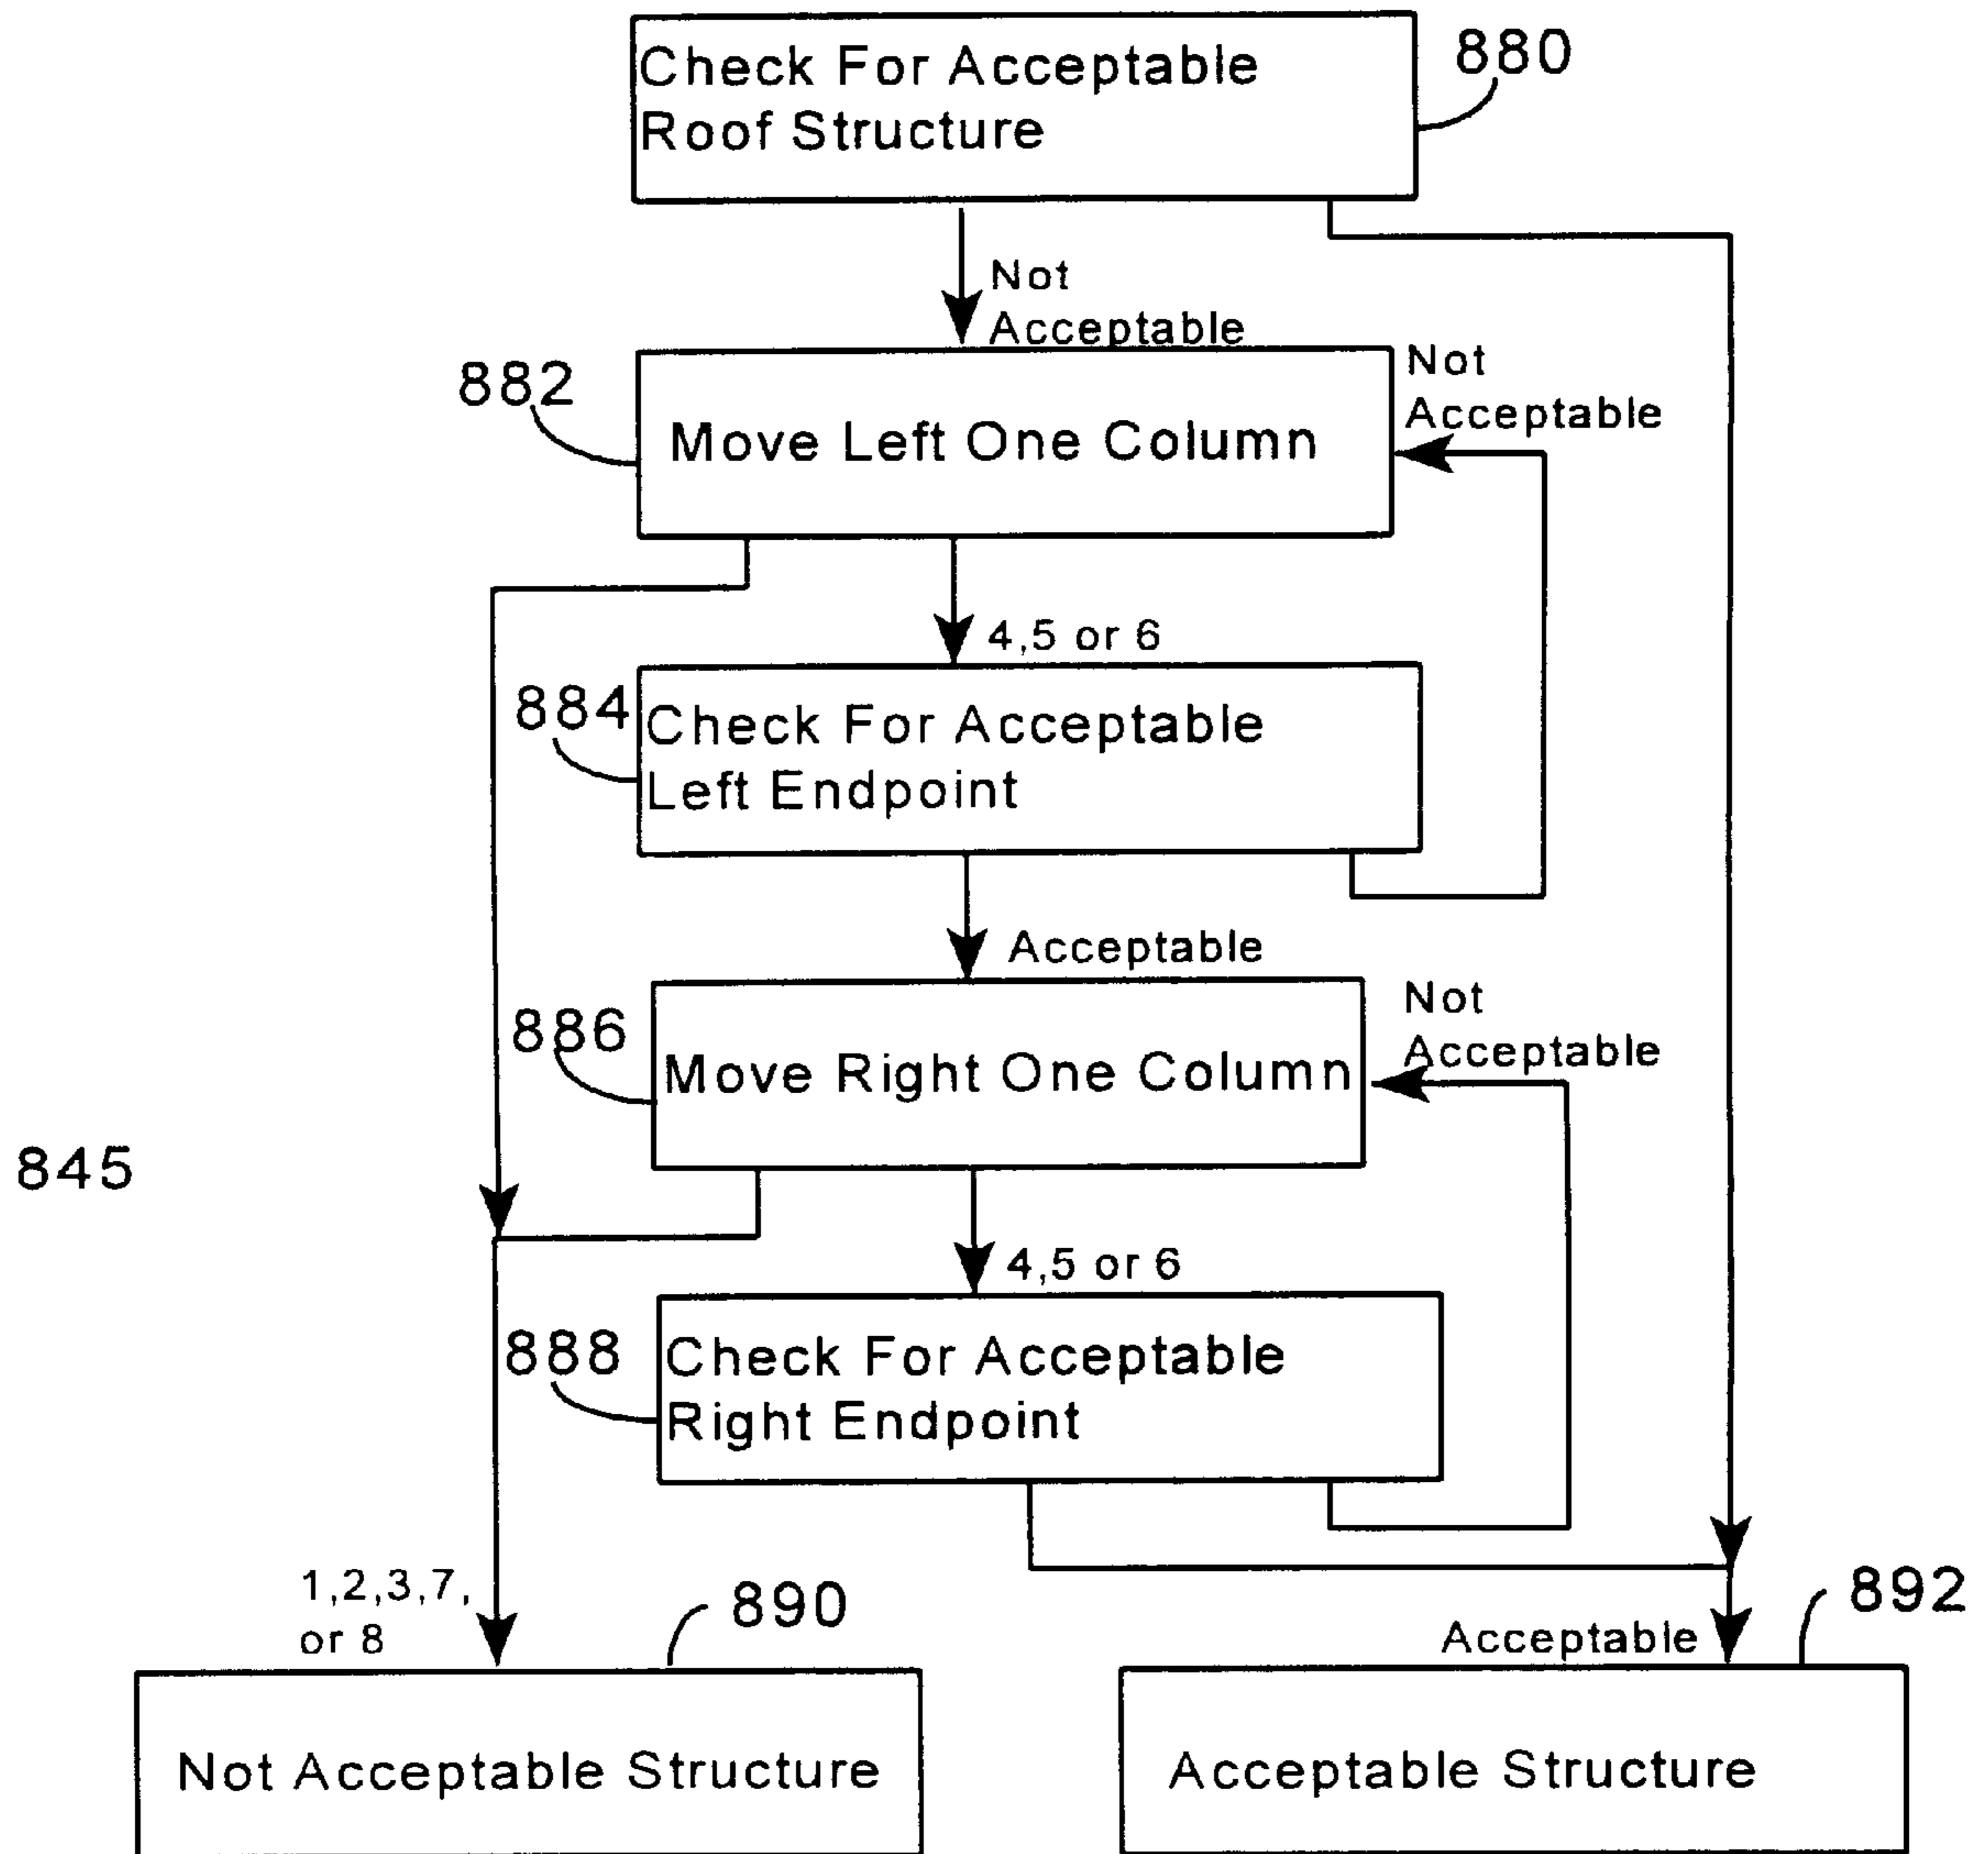 Check For Acceptable
Roof Structure
880
Not
Acceptable
882
Move Left One Column
Not
Acceptable
4,5 or 6
884
Check For Acceptable
Left Endpoint
Acceptable
886
Move Right One Column
Not
Acceptable
845
4,5 or 6
888
Check For Acceptable
Right Endpoint
1,2,3,7,
or 8
890
Acceptable
892
Not Acceptable Structure
Acceptable Structure